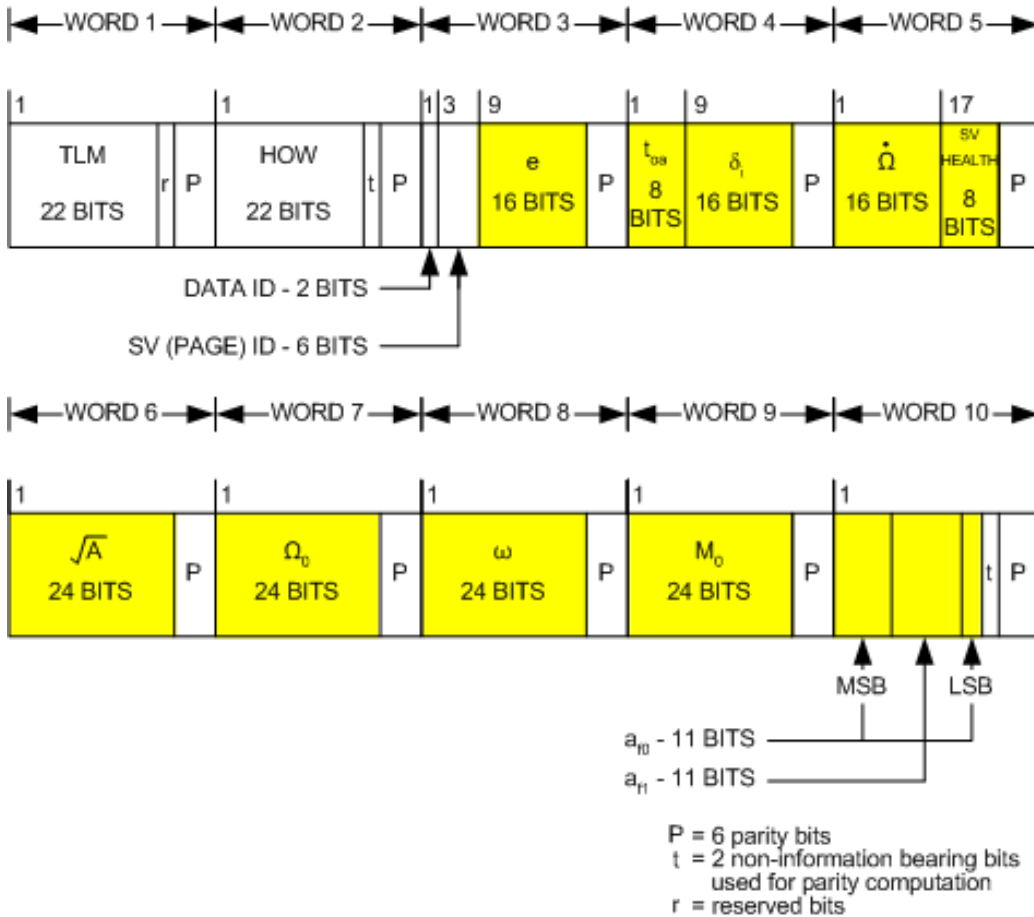 WORD 1 WORD 2 WORD 3 WORD 4 WORD 5
1 1 1 3 9 1 9 1 17
TLM 22 BITS r P HOW 22 BITS t P e 16 BITS P t_oa 8 BITS δ_i 16 BITS P Ω̇ 16 BITS SV HEALTH 8 BITS P
DATA ID - 2 BITS
SV (PAGE) ID - 6 BITS
WORD 6 WORD 7 WORD 8 WORD 9 WORD 10
1 1 1 1 1
√A 24 BITS P Ω₀ 24 BITS P ω 24 BITS P M₀ 24 BITS P t P
MSB LSB
a_f0 - 11 BITS
a_f1 - 11 BITS
P = 6 parity bits
t = 2 non-information bearing bits
used for parity computation
r = reserved bits